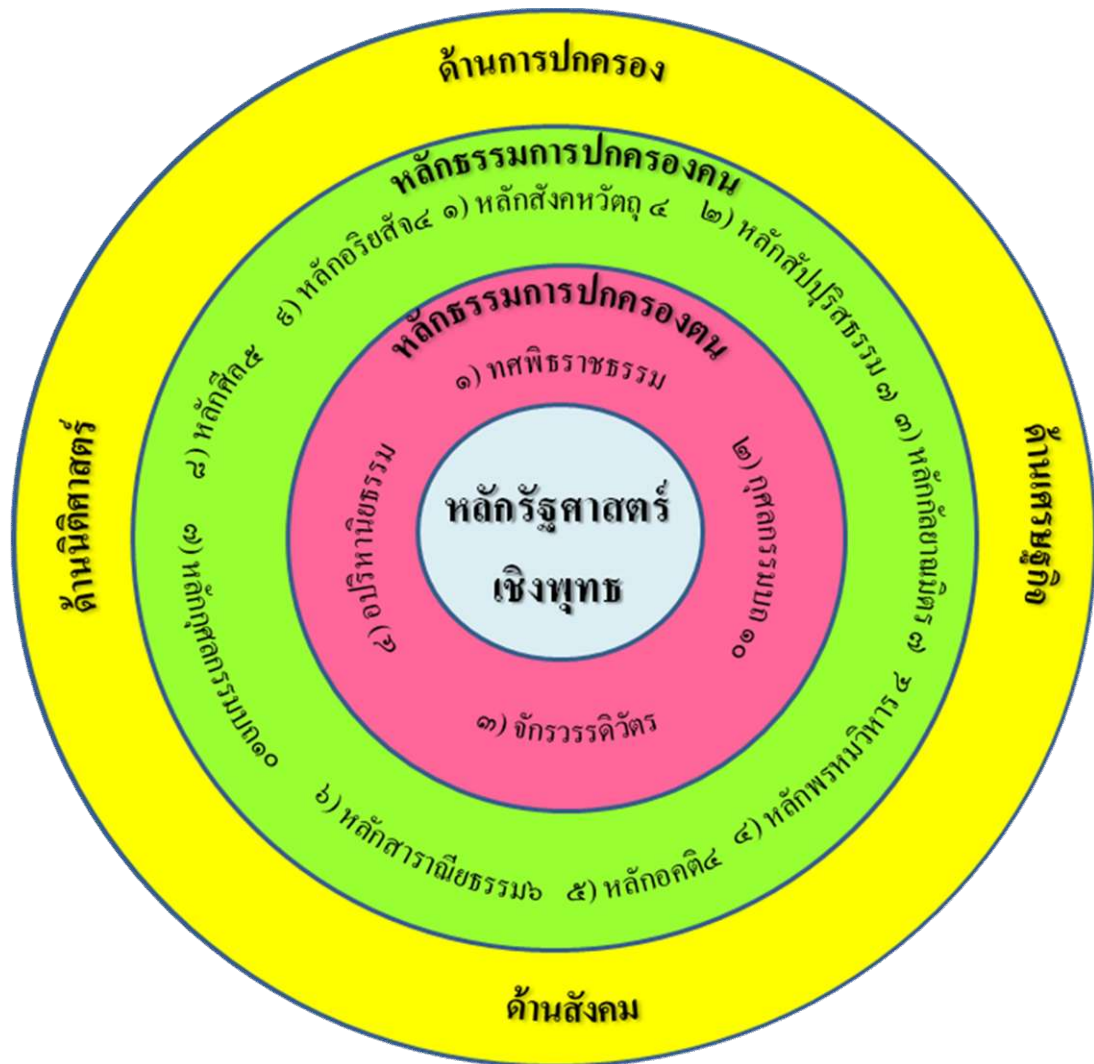 ด้านการปกครอง
หลักธรรมการปกครองคน
๑) หลักสังคหวัตถุ ๔
๒) หลักสัปปุริสธรรม ๗
๓) หลักกัลยาณมิตร ๗
๔) หลักพรหมวิหาร ๔
๕) หลักอคติ๔
๖) หลักสาราณียธรรม๖
๗) หลักกุศลกรรมบถ๑๐
๘) หลักศีล๕
๙) หลักอริยสัจ๔
หลักธรรมการปกครองตน
๑) ทศพิธราชธรรม
๒) กุศลกรรมบถ ๑๐
๓) จักรวรรดิวัตร
๔) อปริหานิยธรรม
หลักรัฐศาสตร์
เชิงพุทธ
ด้านเศรษฐกิจ
ด้านสังคม
ด้านนิติศาสตร์